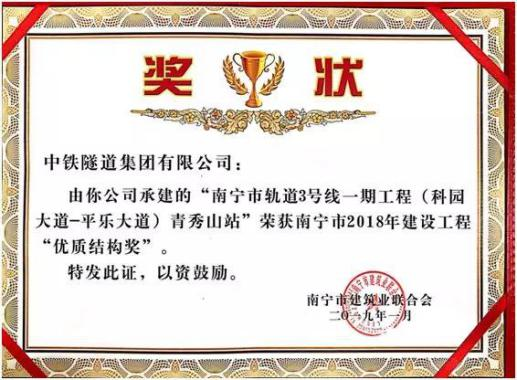 奖 状
中铁隧道集团有限公司：
由你公司承建的“南宁市轨道3号线一期工程（科园
大道-平乐大道）青秀山站”荣获南宁市2018年建设工程
“优质结构奖”。
特发此证，以资鼓励。
南宁市建筑业联合会
二〇一九年一月